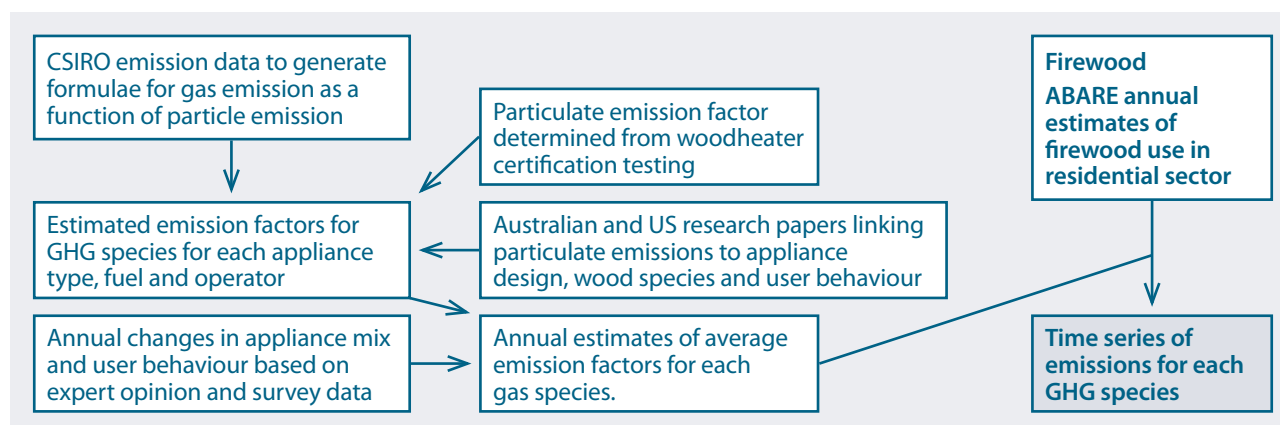 CSIRO emission data to generate
formulae for gas emission as a
function of particle emission
Particulate emission factor
determined from woodheater
certification testing
Firewood
ABARE annual
estimates of
firewood use in
residential sector
Estimated emission factors for
GHG species for each appliance
type, fuel and operator
Australian and US research papers linking
particulate emissions to appliance
design, wood species and user behaviour
Annual changes in appliance mix
and user behaviour based on
expert opinion and survey data
Annual estimates of average
emission factors for each
gas species.
Time series of
emissions for each
GHG species